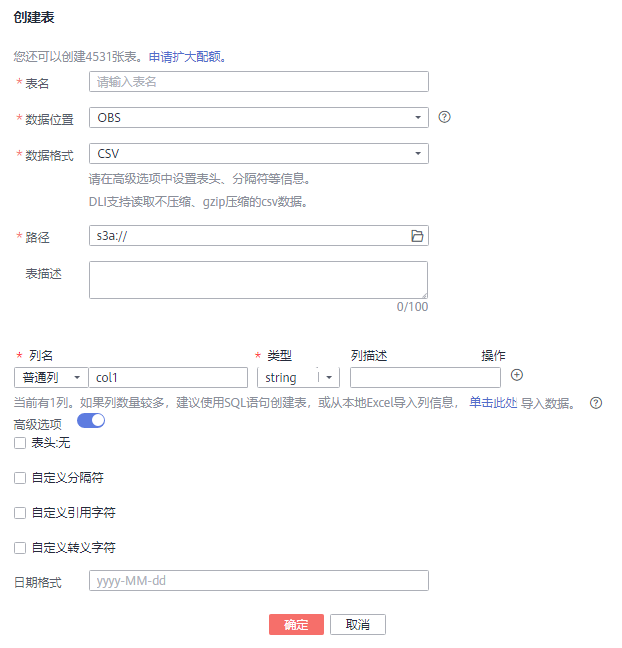 创建表
您还可以创建4531张表。申请扩大配额。
* 表名 请输入表名
* 数据位置 OBS
* 数据格式 CSV
请在高级选项中设置表头、分隔符等信息。
DLI支持读取不压缩、gzip压缩的csv数据。
* 路径 s3a://
表描述
0/100
* 列名 * 类型 列描述 操作
普通列 col1 string
当前有1列。如果列数量较多，建议使用SQL语句创建表，或从本地Excel导入列信息， 单击此处 导入数据。
高级选项
表头:无
自定义分隔符
自定义引用字符
自定义转义字符
日期格式 yyyy-MM-dd
确定 取消